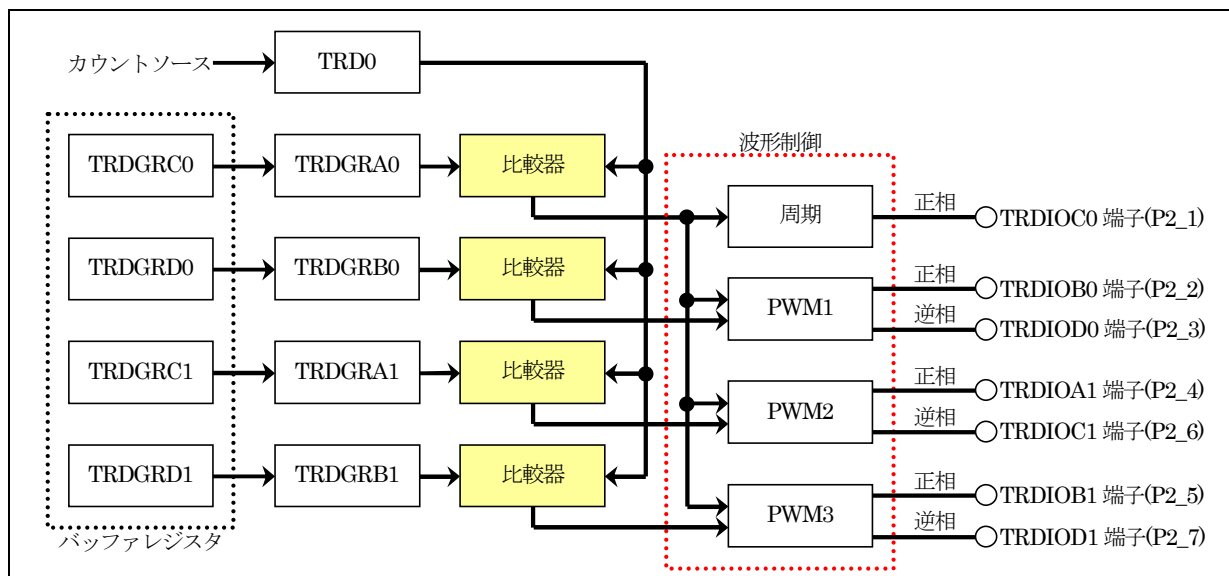 カウントソース
TRD0
TRDGRC0
TRDGRA0
比較器
波形制御
周期
正相
TRDIOC0 端子(P2_1)
TRDGRD0
TRDGRB0
比較器
PWM1
正相
TRDIOB0 端子(P2_2)
逆相
TRDIOD0 端子(P2_3)
TRDGRC1
TRDGRA1
比較器
PWM2
正相
TRDIOA1 端子(P2_4)
逆相
TRDIOC1 端子(P2_6)
TRDGRD1
TRDGRB1
比較器
PWM3
正相
TRDIOB1 端子(P2_5)
逆相
TRDIOD1 端子(P2_7)
バッファレジスタ